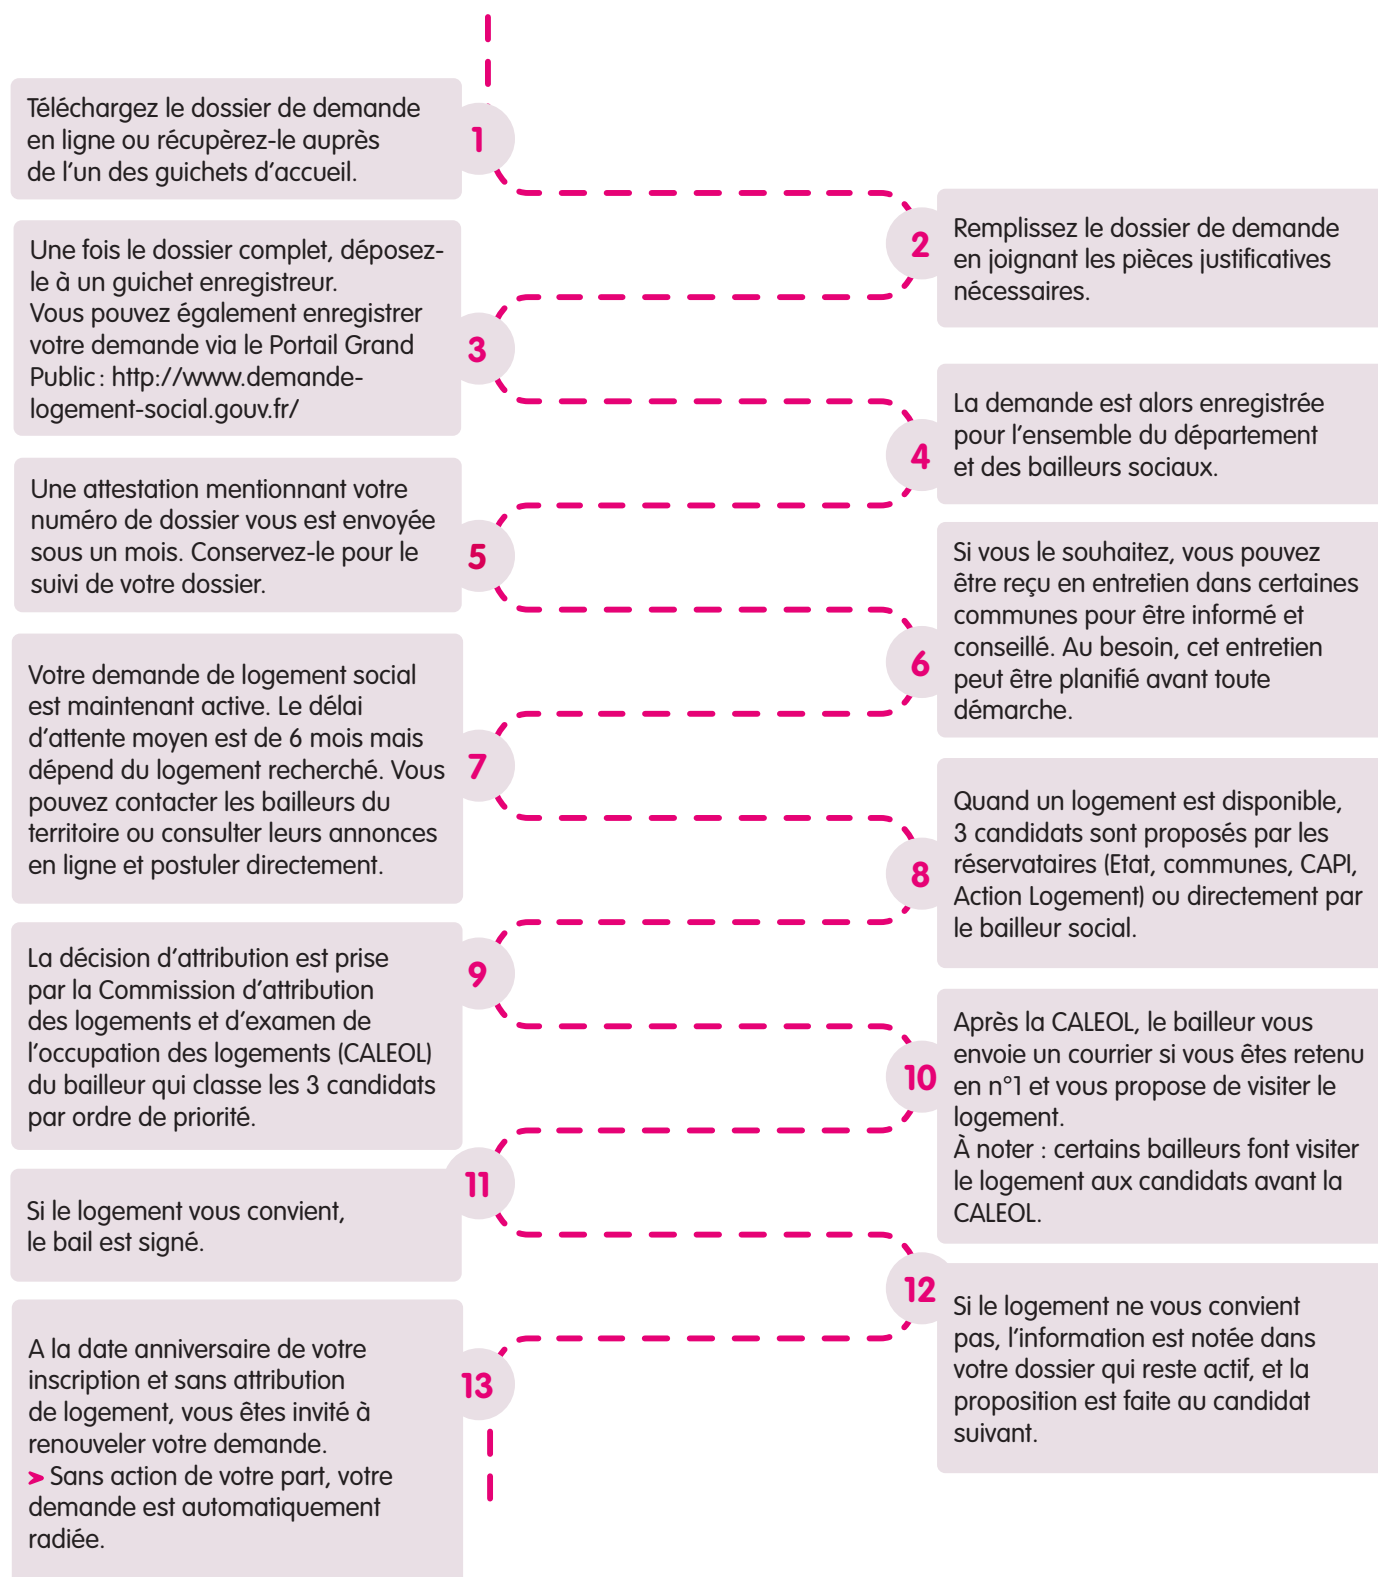 1
Téléchargez le dossier de demande
en ligne ou récupèrez-le auprès
de l'un des guichets d'accueil.
2
Remplissez le dossier de demande
en joignant les pièces justificatives
nécessaires.
3
Une fois le dossier complet, déposez-
le à un guichet enregistreur.
Vous pouvez également enregistrer
votre demande via le Portail Grand
Public : http://www.demande-
logement-social.gouv.fr/
4
La demande est alors enregistrée
pour l'ensemble du département
et des bailleurs sociaux.
5
Une attestation mentionnant votre
numéro de dossier vous est envoyée
sous un mois. Conservez-le pour le
suivi de votre dossier.
6
Si vous le souhaitez, vous pouvez
être reçu en entretien dans certaines
communes pour être informé et
conseillé. Au besoin, cet entretien
peut être planifié avant toute
démarche.
7
Votre demande de logement social
est maintenant active. Le délai
d'attente moyen est de 6 mois mais
dépend du logement recherché. Vous
pouvez contacter les bailleurs du
territoire ou consulter leurs annonces
en ligne et postuler directement.
8
Quand un logement est disponible,
3 candidats sont proposés par les
réservataires (Etat, communes, CAPI,
Action Logement) ou directement par
le bailleur social.
9
La décision d'attribution est prise
par la Commission d'attribution
des logements et d'examen de
l'occupation des logements (CALEOL)
du bailleur qui classe les 3 candidats
par ordre de priorité.
10
Après la CALEOL, le bailleur vous
envoie un courrier si vous êtes retenu
en n°1 et vous propose de visiter le
logement.
À noter : certains bailleurs font visiter
le logement aux candidats avant la
CALEOL.
11
Si le logement vous convient,
le bail est signé.
12
Si le logement ne vous convient
pas, l'information est notée dans
votre dossier qui reste actif, et la
proposition est faite au candidat
suivant.
13
A la date anniversaire de votre
inscription et sans attribution
de logement, vous êtes invité à
renouveler votre demande.
➤ Sans action de votre part, votre
demande est automatiquement
radiée.